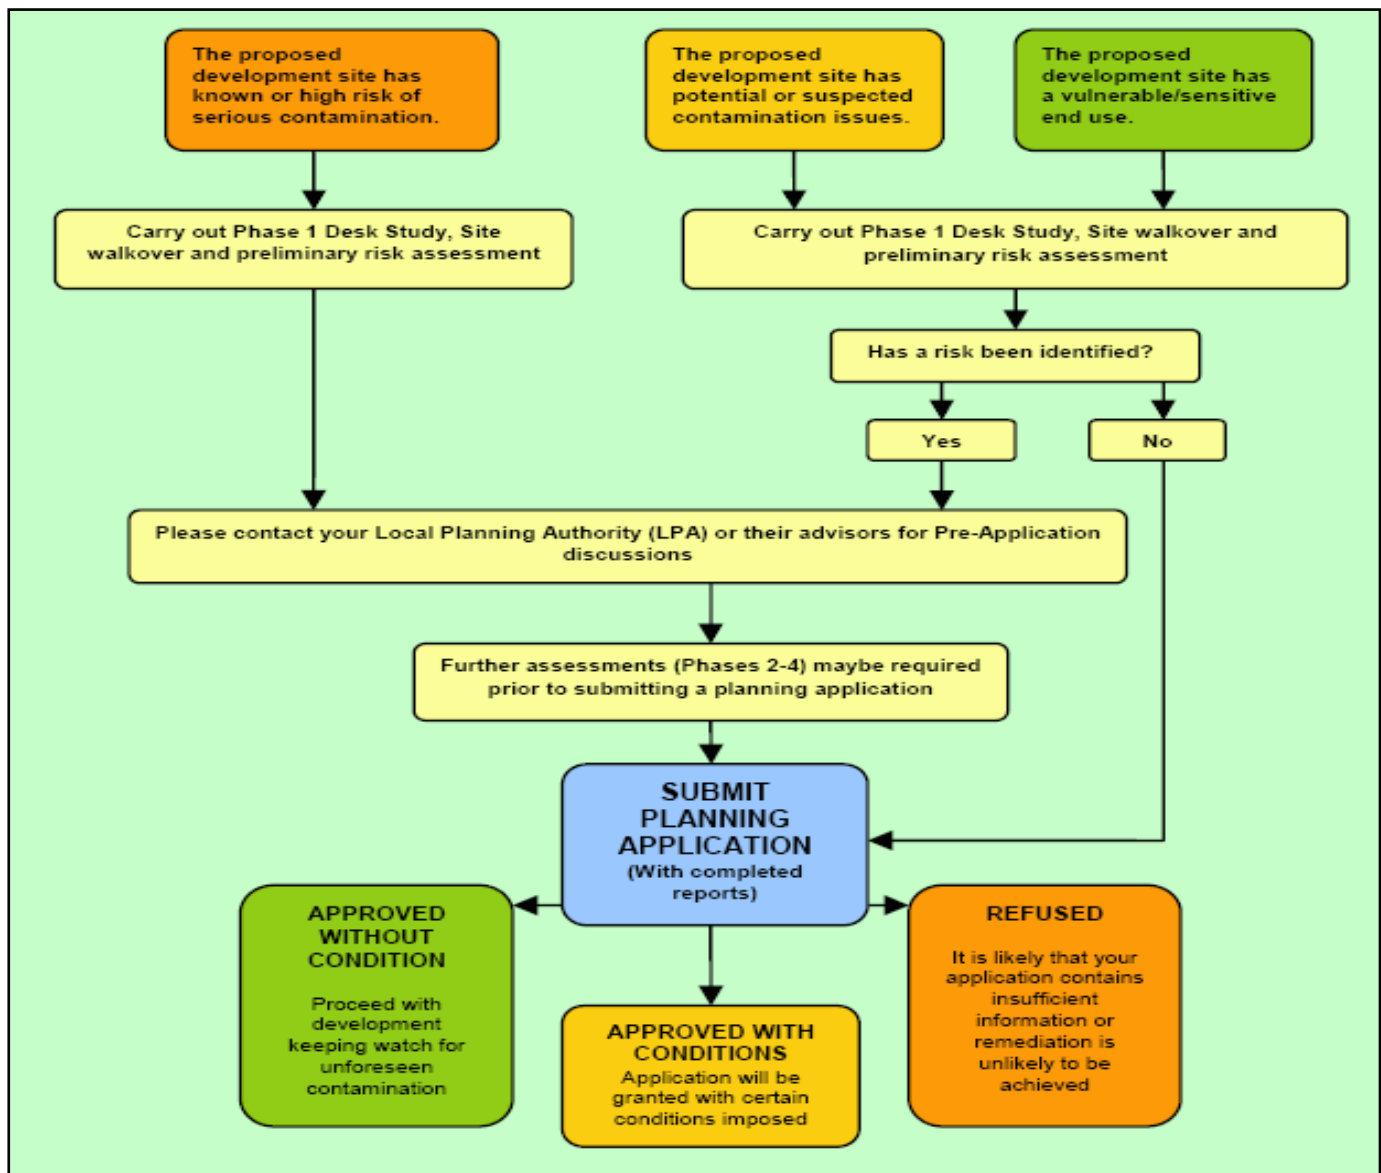 The proposed
development site has
known or high risk of
serious contamination.
The proposed
development site has
potential or suspected
contamination issues.
The proposed
development site has
a vulnerable/sensitive
end use.
Carry out Phase 1 Desk Study, Site
walkover and preliminary risk assessment
Carry out Phase 1 Desk Study, Site walkover and
preliminary risk assessment
Has a risk been identified?
Yes
No
Please contact your Local Planning Authority (LPA) or their advisors for Pre-Application
discussions
Further assessments (Phases 2-4) maybe required
prior to submitting a planning application
SUBMIT
PLANNING
APPLICATION
(With completed
reports)
APPROVED
WITHOUT
CONDITION
Proceed with
development
keeping watch for
unforeseen
contamination
APPROVED WITH
CONDITIONS
Application will be
granted with certain
conditions imposed
REFUSED
It is likely that your
application contains
insufficient
information or
remediation is
unlikely to be
achieved